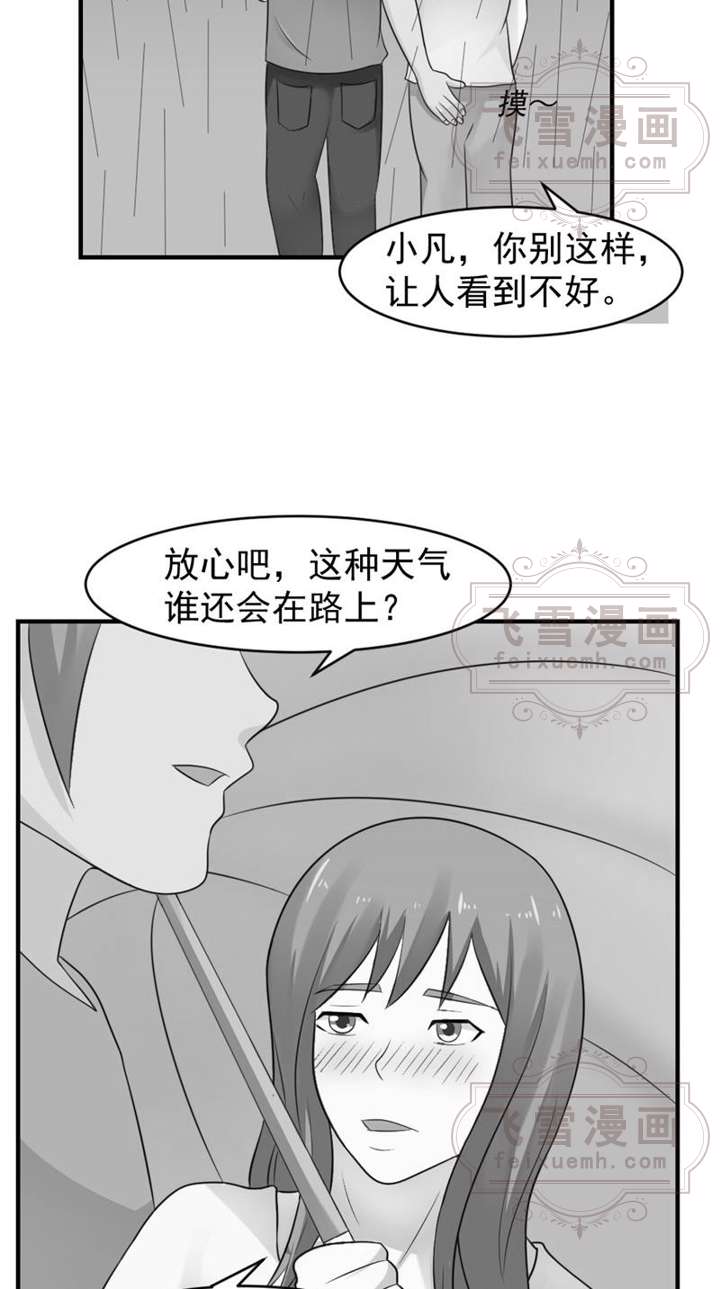 摸~
飞雪漫画
feixuemh.com
小凡，你别这样，
让人看到不好。
放心吧，这种天气
谁还会在路上？
飞雪漫画
feixuemh.com
飞雪漫画
feixuemh.com